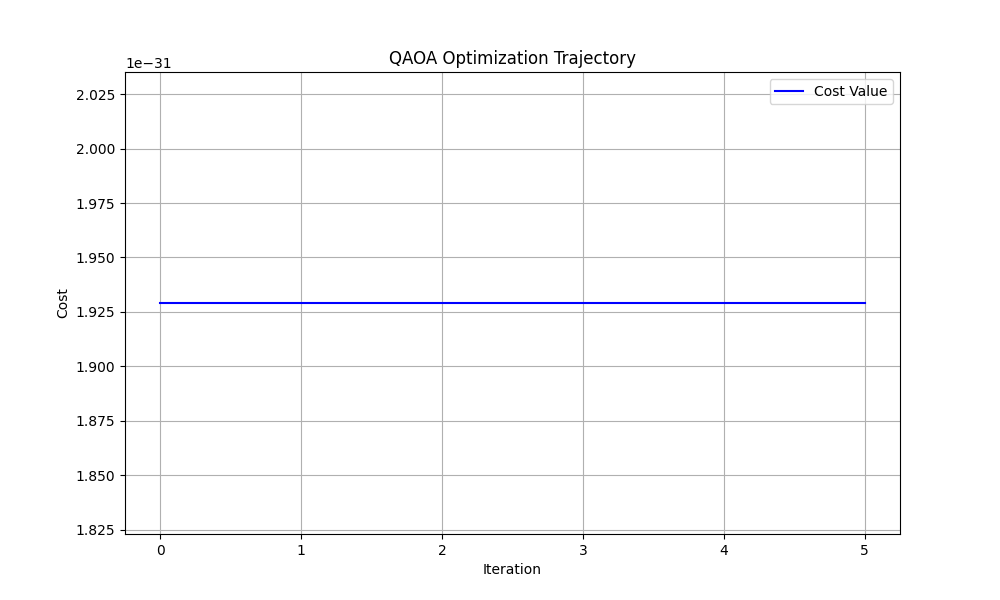 QAOA Optimization Trajectory
1e−31
Cost Value
2.025
2.000
1.975
1.950
1.925
1.900
1.875
1.850
1.825
Cost
0 1 2 3 4 5
Iteration